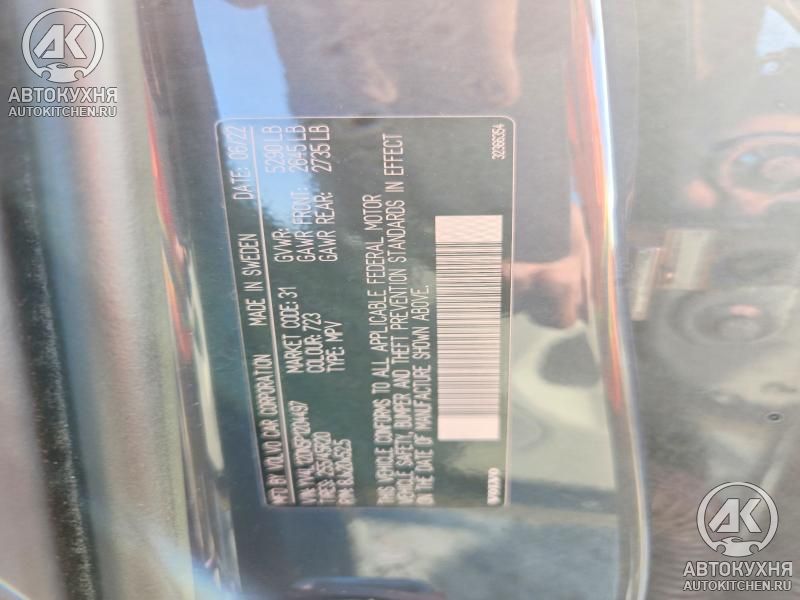 АК
АВТОКУХНЯ
AUTOKITCHEN.RU
MFD BY VOLVO CAR CORPORATION MADE IN SWEDEN DATE: 06/22
MARKET CODE: 31 GVWR: 5290 LB
COLOUR: 723 GAWR FRONT: 2645 LB
TYPE: MPV GAWR REAR: 2735 LB
THIS VEHICLE CONFORMS TO ALL APPLICABLE FEDERAL MOTOR
VEHICLE SAFETY, BUMPER AND THEFT PREVENTION STANDARDS IN EFFECT
ON THE DATE OF MANUFACTURE SHOWN ABOVE.
VOLVO 32366354
АК
АВТОКУХНЯ
AUTOKITCHEN.RU